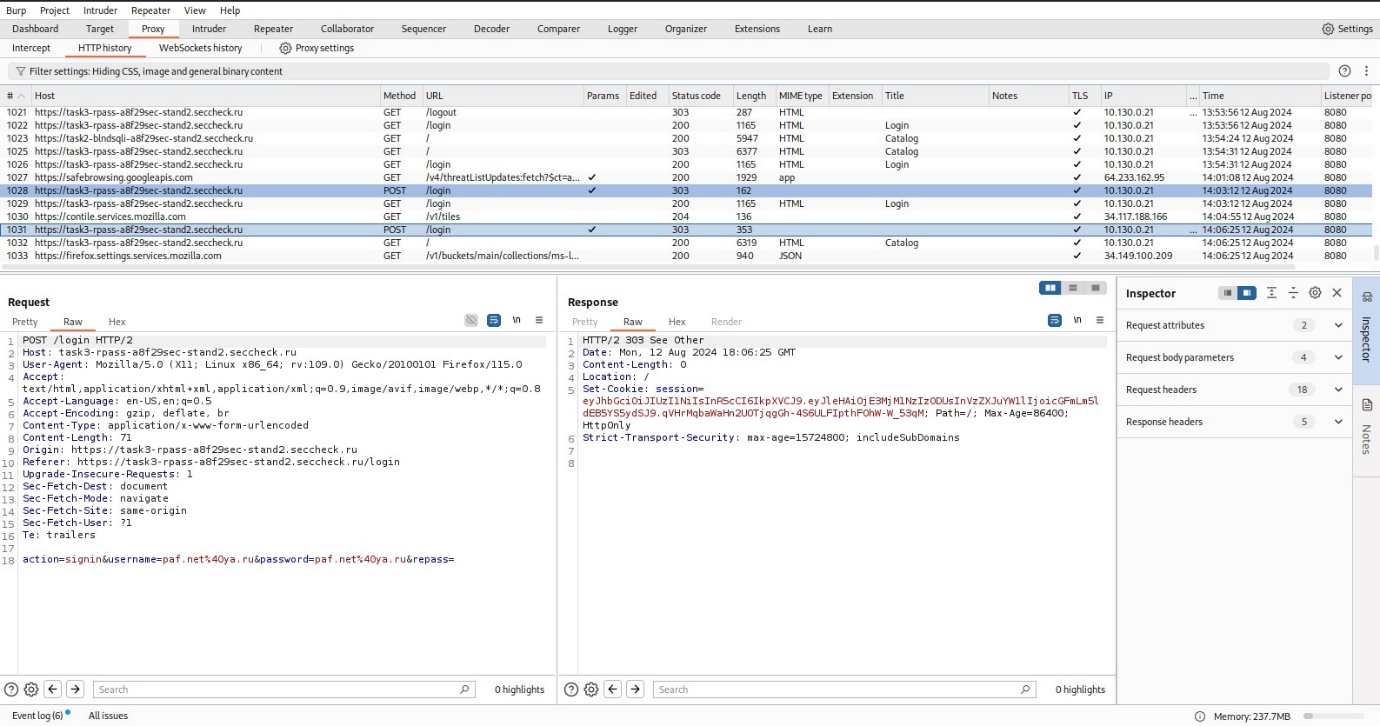 Burp Project Intruder Repeater View Help
Dashboard Target Proxy Intruder Repeater Collaborator Sequencer Decoder Comparer Logger Organizer Extensions Learn Settings
Intercept HTTP history WebSockets history Proxy settings
Filter settings: Hiding CSS, image and general binary content
# Host Method URL Params Edited Status code Length MIME type Extension Title Notes TLS IP ... Time Listener po
1021 https://task3-rpass-a8f29sec-stand2.seccheck.ru GET /logout 303 287 HTML ✓ 10.130.0.21 ... 13:53:56 12 Aug 2024 8080
1022 https://task3-rpass-a8f29sec-stand2.seccheck.ru GET /login 200 1165 HTML Login ✓ 10.130.0.21 13:53:56 12 Aug 2024 8080
1023 https://task2-blndsqli-a8f29sec-stand2.seccheck.ru GET / 200 5947 HTML Catalog ✓ 10.130.0.21 13:54:24 12 Aug 2024 8080
1025 https://task3-rpass-a8f29sec-stand2.seccheck.ru GET / 303 6377 HTML Catalog ✓ 10.130.0.21 13:54:31 12 Aug 2024 8080
1026 https://task3-rpass-a8f29sec-stand2.seccheck.ru GET /login 200 1165 HTML Login ✓ 10.130.0.21 13:54:31 12 Aug 2024 8080
1027 https://safebrowsing.googleapis.com GET /v4/threatListUpdates:fetch?$ct=a... ✓ 200 1929 app ✓ 64.233.162.95 14:01:08 12 Aug 2024 8080
1028 https://task3-rpass-a8f29sec-stand2.seccheck.ru POST /login ✓ 303 162 ✓ 10.130.0.21 14:03:12 12 Aug 2024 8080
1029 https://task3-rpass-a8f29sec-stand2.seccheck.ru GET /login 200 1165 HTML Login ✓ 10.130.0.21 14:03:12 12 Aug 2024 8080
1030 https://contile.services.mozilla.com GET /v1/tiles 204 136 ✓ 34.117.188.166 14:04:55 12 Aug 2024 8080
1031 https://task3-rpass-a8f29sec-stand2.seccheck.ru POST /login ✓ 303 353 ✓ 10.130.0.21 ... 14:06:25 12 Aug 2024 8080
1032 https://task3-rpass-a8f29sec-stand2.seccheck.ru GET / 200 6319 HTML Catalog ✓ 10.130.0.21 14:06:25 12 Aug 2024 8080
1033 https://firefox.settings.services.mozilla.com GET /v1/buckets/main/collections/ms-l... 200 940 JSON ✓ 34.149.100.209 14:06:25 12 Aug 2024 8080
Request
Pretty Raw Hex \n
1 POST /login HTTP/2
2 Host: task3-rpass-a8f29sec-stand2.seccheck.ru
3 User-Agent: Mozilla/5.0 (X11; Linux x86_64; rv:109.0) Gecko/20100101 Firefox/115.0
4 Accept:
text/html,application/xhtml+xml,application/xml;q=0.9,image/avif,image/webp,*/*;q=0.8
5 Accept-Language: en-US,en;q=0.5
6 Accept-Encoding: gzip, deflate, br
7 Content-Type: application/x-www-form-urlencoded
8 Content-Length: 71
9 Origin: https://task3-rpass-a8f29sec-stand2.seccheck.ru
10 Referer: https://task3-rpass-a8f29sec-stand2.seccheck.ru/login
11 Upgrade-Insecure-Requests: 1
12 Sec-Fetch-Dest: document
13 Sec-Fetch-Mode: navigate
14 Sec-Fetch-Site: same-origin
15 Sec-Fetch-User: ?1
16 Te: trailers
17
18 action=signin&username=paf.net%40ya.ru&password=paf.net%40ya.ru&repass=
Response
Pretty Raw Hex Render \n
1 HTTP/2 303 See Other
2 Date: Mon, 12 Aug 2024 18:06:25 GMT
3 Content-Length: 0
4 Location: /
5 Set-Cookie: session=
HttpOnly
6 Strict-Transport-Security: max-age=15724800; includeSubDomains
7
8
Inspector
Request attributes 2
Request body parameters 4
Request headers 18
Response headers 5
Inspector
Notes
Search 0 highlights
Search 0 highlights
Event log (6) All issues Memory: 237.7MB